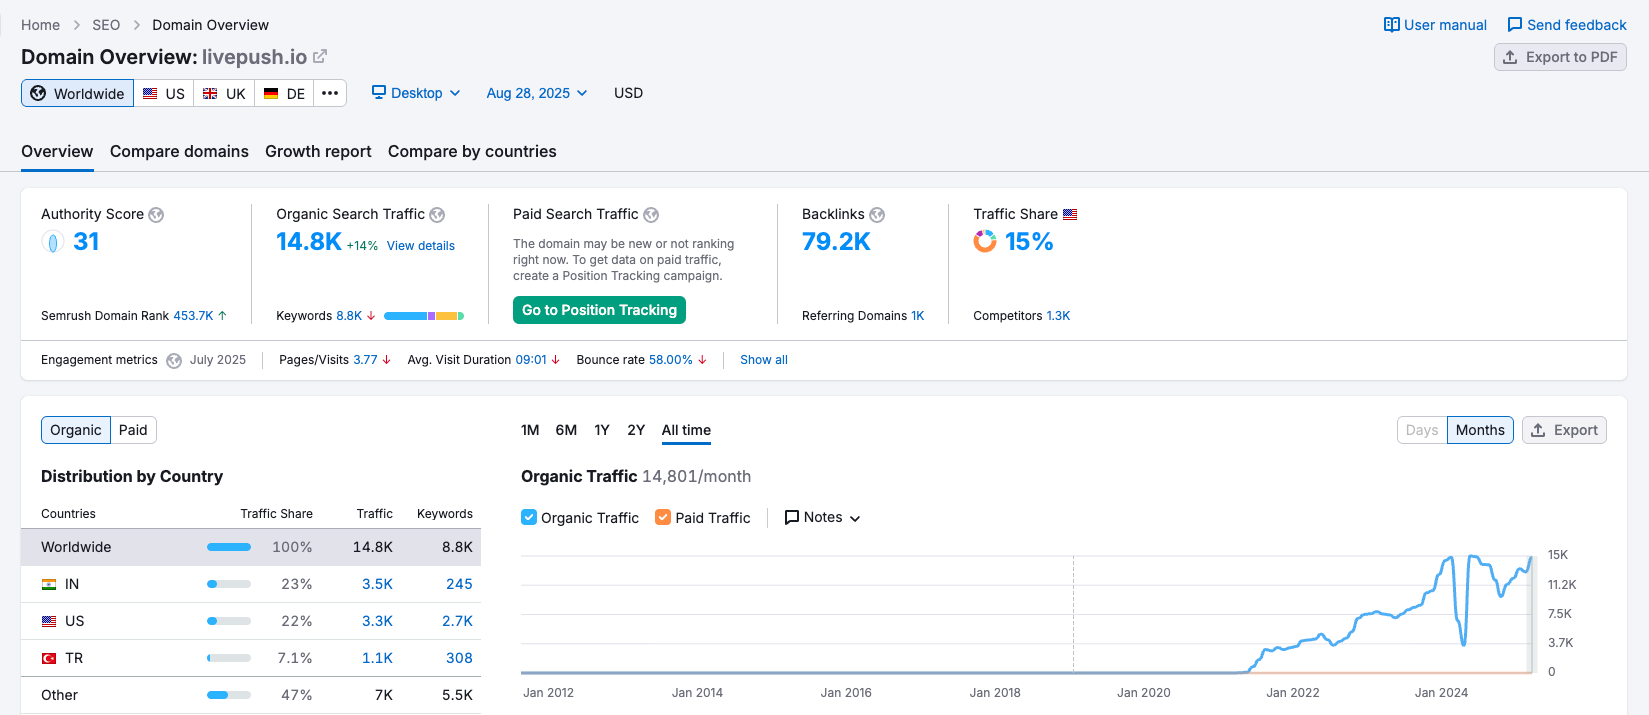 Home > SEO > Domain Overview
User manual
Send feedback
Domain Overview: livepush.io
Export to PDF
Worldwide US UK DE ••• Desktop Aug 28, 2025 USD
Overview Compare domains Growth report Compare by countries
Authority Score
31
Semrush Domain Rank 453.7K ↑
Organic Search Traffic
14.8K +14% View details
Keywords 8.8K ↓
Paid Search Traffic
The domain may be new or not ranking
right now. To get data on paid traffic,
create a Position Tracking campaign.
Go to Position Tracking
Backlinks
79.2K
Referring Domains 1K
Traffic Share
15%
Competitors 1.3K
Engagement metrics July 2025 Pages/Visits 3.77 ↓ Avg. Visit Duration 09:01 ↓ Bounce rate 58.00% ↓ Show all
Organic Paid
Distribution by Country
Countries Traffic Share Traffic Keywords
Worldwide 100% 14.8K 8.8K
IN 23% 3.5K 245
US 22% 3.3K 2.7K
TR 7.1% 1.1K 308
Other 47% 7K 5.5K
1M 6M 1Y 2Y All time
Days Months Export
Organic Traffic 14,801/month
Organic Traffic Paid Traffic Notes
15K
11.2K
7.5K
3.7K
0
Jan 2012 Jan 2014 Jan 2016 Jan 2018 Jan 2020 Jan 2022 Jan 2024